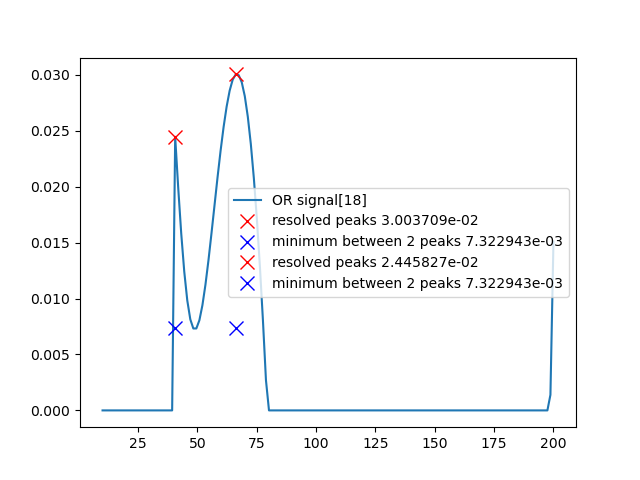 0.030
0.025
0.020
0.015
0.010
0.005
0.000
OR signal[18]
resolved peaks 3.003709e-02
minimum between 2 peaks 7.322943e-03
resolved peaks 2.445827e-02
minimum between 2 peaks 7.322943e-03
25 50 75 100 125 150 175 200